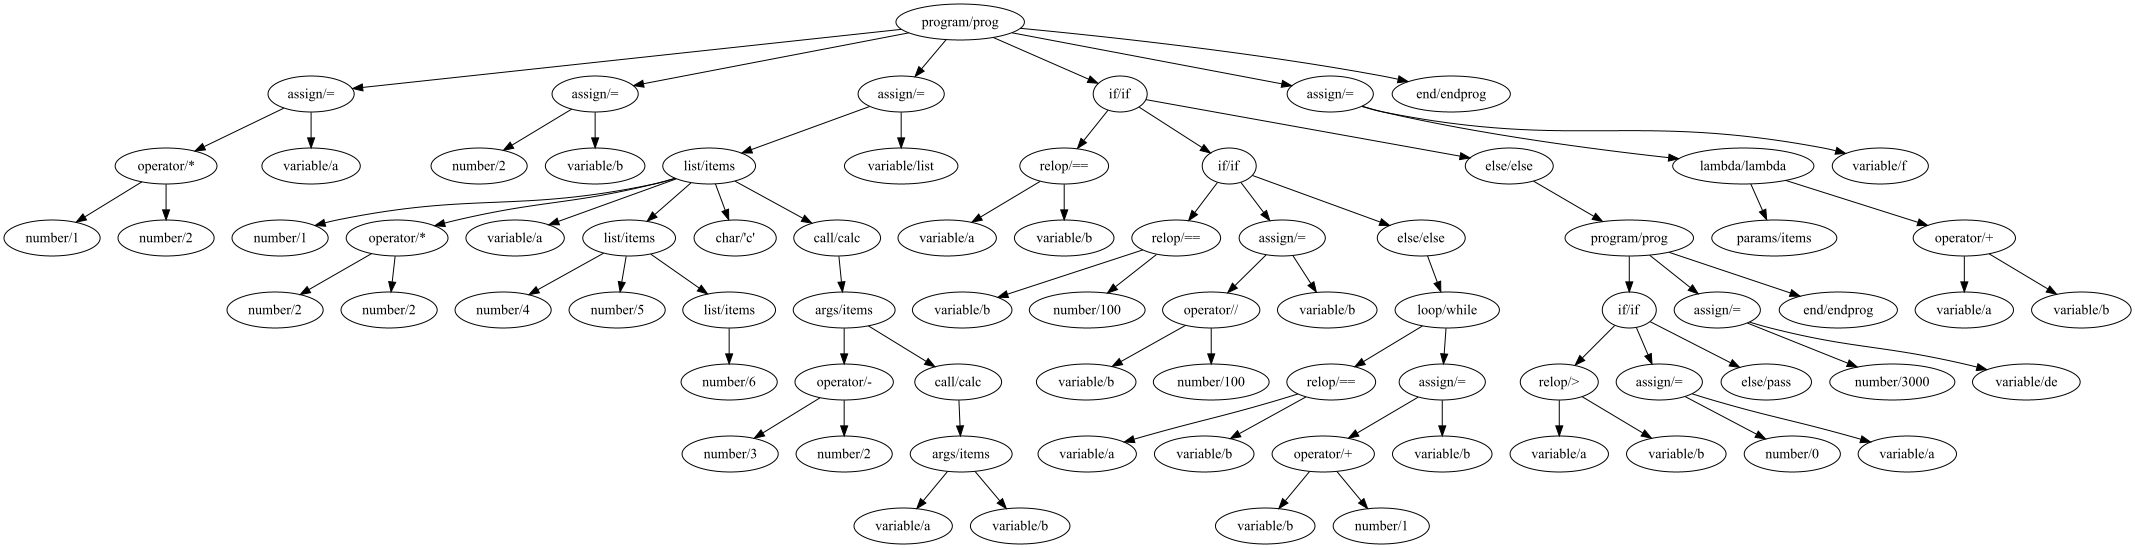 program/prog
assign/= assign/= assign/= if/if assign/= end/endprog
operator/* variable/a number/2 variable/b list/items variable/list relop/== if/if else/else lambda/lambda variable/f
number/1 number/2 number/1 operator/* variable/a list/items char/'c' call/calc variable/a variable/b relop/== assign/= else/else program/prog params/items operator/+
number/2 number/2 number/4 number/5 list/items args/items variable/b number/100 operator// variable/b loop/while if/if assign/= end/endprog variable/a variable/b
number/6 operator/- call/calc variable/b number/100 relop/== assign/= relop/> assign/= else/pass number/3000 variable/de
number/3 number/2 args/items variable/a variable/b operator/+ variable/b variable/a variable/b number/0 variable/a
variable/a variable/b variable/b number/1